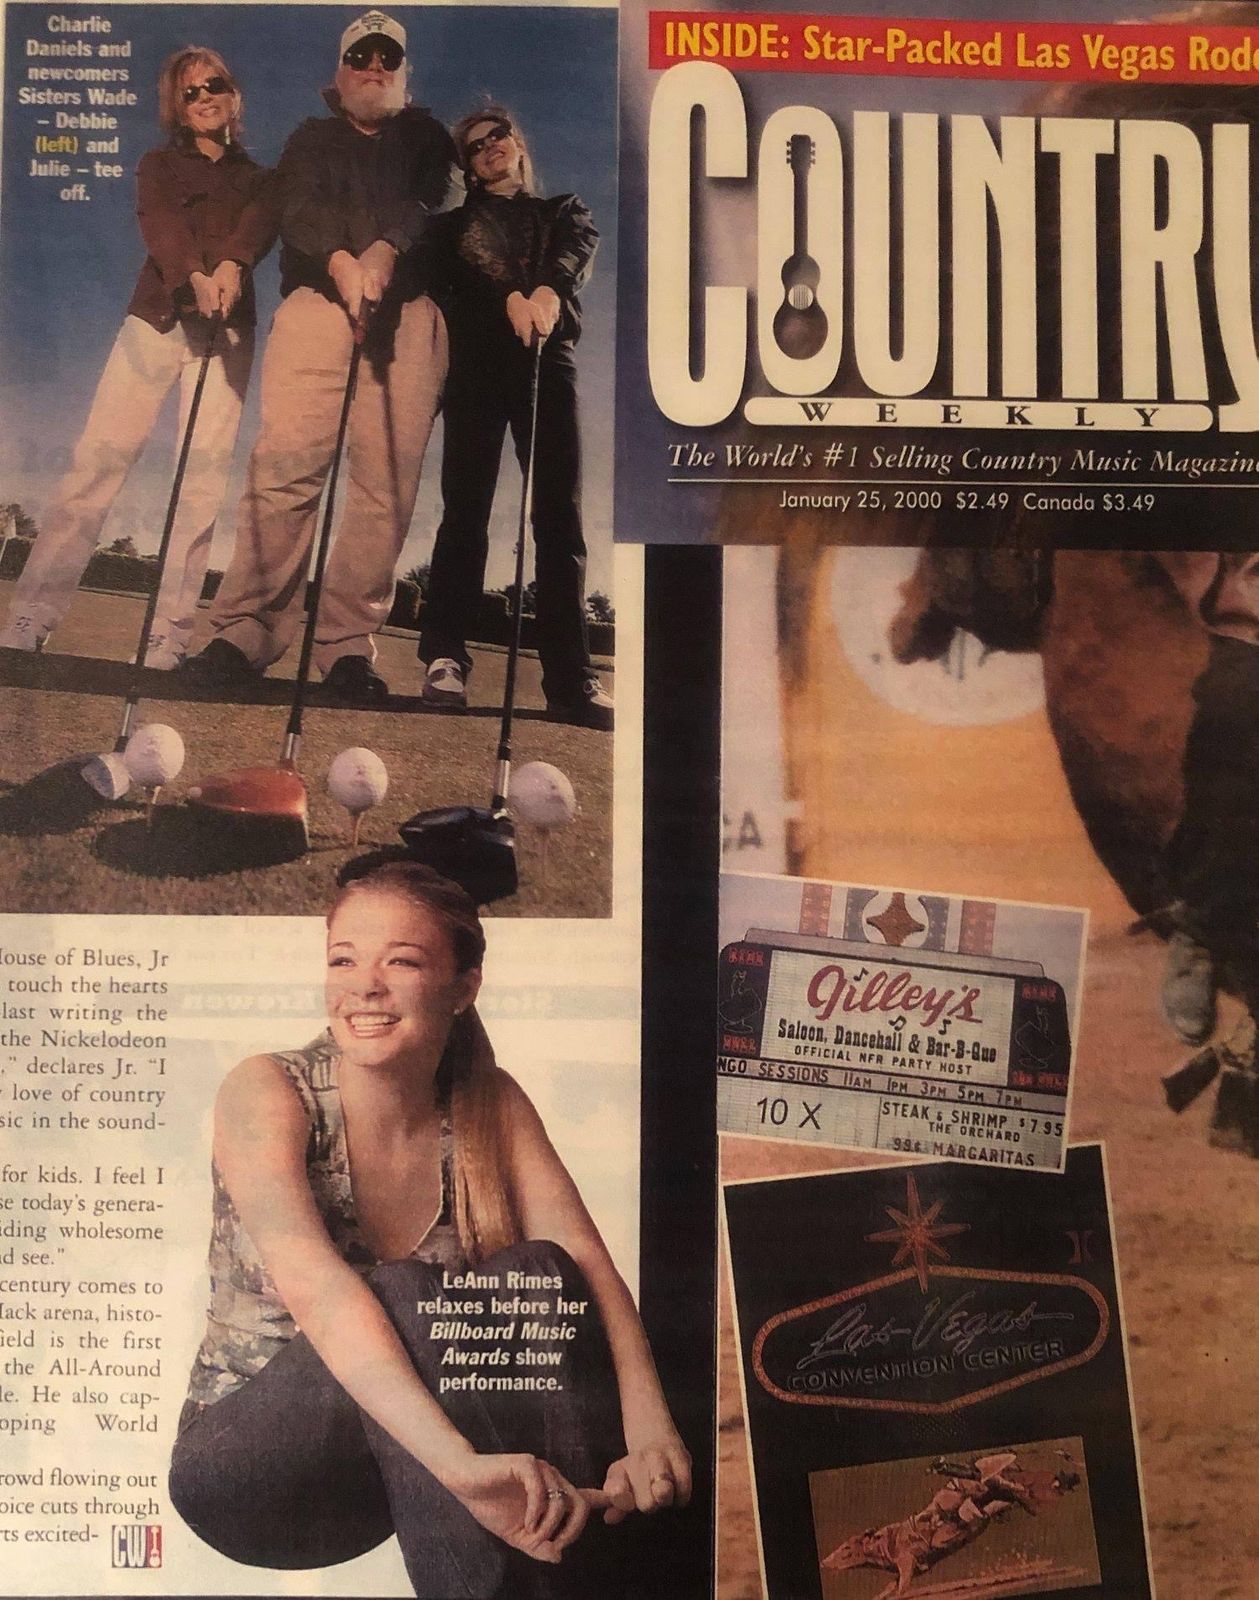 Charlie
Daniels and
newcomers
Sisters Wade
– Debbie
(left) and
Julie – tee
off.
INSIDE: Star-Packed Las Vegas Rode
COUNTRY
WEEKLY
The World's #1 Selling Country Music Magazine
January 25, 2000 $2.49 Canada $3.49
CA
Gilley's
Saloon, Dancehall & Bar-B-Que
OFFICIAL NFR PARTY HOST
NGO SESSIONS 11AM 1PM 3PM 5PM 7PM
10 X
STEAK & SHRIMP $7.95
THE ORCHARD
99¢ MARGARITAS
Las Vegas
CONVENTION CENTER
House of Blues, Jr
touch the hearts
last writing the
the Nickelodeon
," declares Jr. "I
love of country
sic in the sound-
for kids. I feel I
se today's genera-
iding wholesome
d see."
century comes to
Mack arena, histo-
field is the first
the All-Around
le. He also cap-
oping World
rowd flowing out
oice cuts through
rts excited-
CW
LeAnn Rimes
relaxes before her
Billboard Music
Awards show
performance.